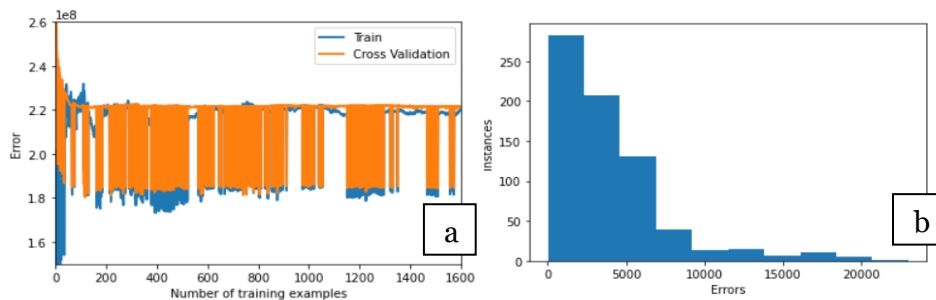 1e8
2.6
2.4
2.2
2.0
1.8
1.6
Error
Train
Cross Validation
0 200 400 600 800 1000 1200 1400 1600
Number of training examples
a
250
200
150
100
50
0
instances
0 5000 10000 15000 20000
Errors
b